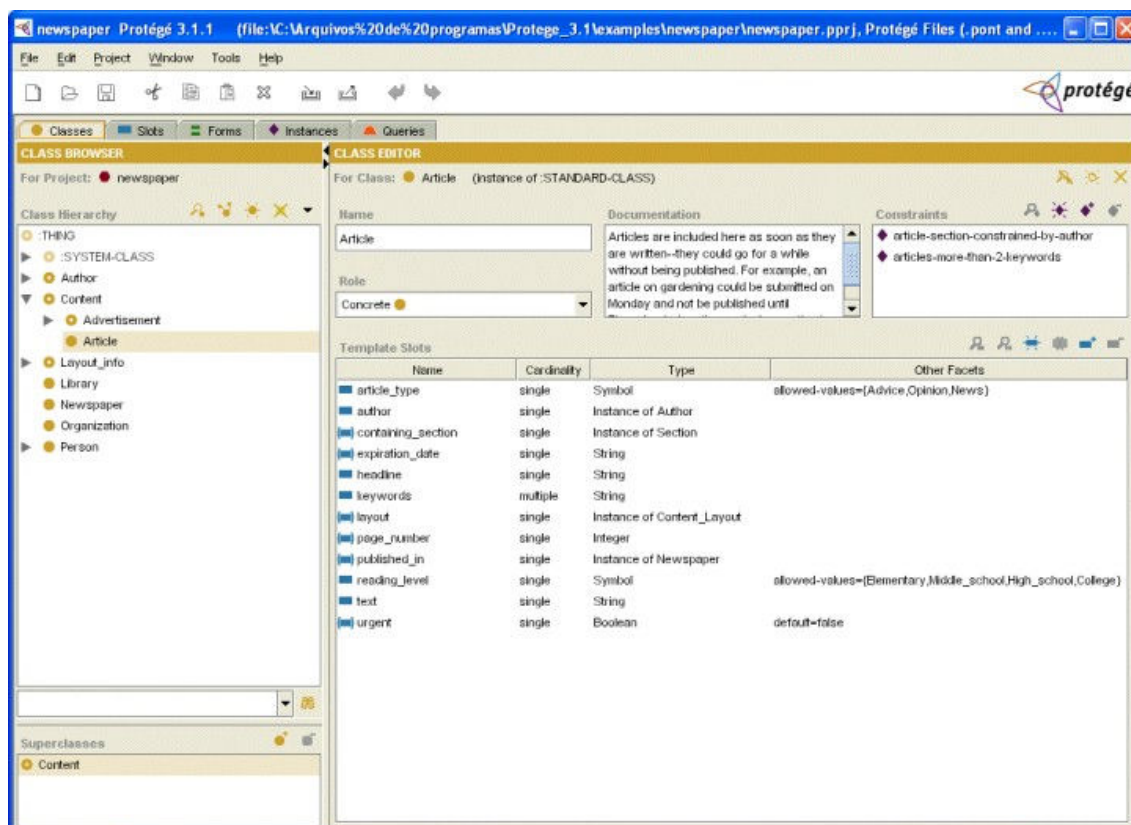 newspaper Protégé 3.1.1 (file:\C:\Arquivos%20de%20programas\Protege_3.1\examples\newspaper\newspaper.pprj, Protégé Files (.pont and ....
File Edit Project Window Tools Help
protégé
Classes Slots Forms Instances Queries
CLASS BROWSER
For Project: newspaper
Class Hierarchy
:THING
:SYSTEM-CLASS
Author
Content
Advertisement
Article
Layout_info
Library
Newspaper
Organization
Person
Superclasses
Content
CLASS EDITOR
For Class: Article (instance of :STANDARD-CLASS)
Name
Article
Role
Concrete
Documentation
Articles are included here as soon as they
are written--they could go for a while
without being published. For example, an
article on gardening could be submitted on
Monday and not be published until
Constraints
article-section-constrained-by-author
articles-more-than-2-keywords
Template Slots
Name Cardinality Type Other Facets
article_type single Symbol allowed-values={Advice,Opinion,News}
author single Instance of Author
containing_section single Instance of Section
expiration_date single String
headline single String
keywords multiple String
layout single Instance of Content_Layout
page_number single Integer
published_in single Instance of Newspaper
reading_level single Symbol allowed-values={Elementary,Middle_school,High_school,College}
text single String
urgent single Boolean default=false